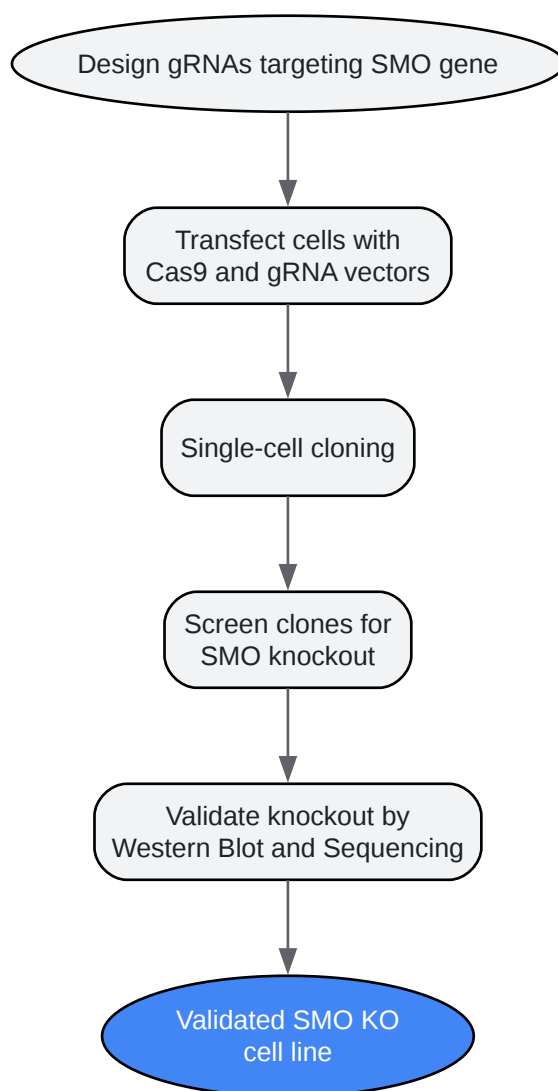 Design gRNAs targeting SMO gene
Transfect cells with
Cas9 and gRNA vectors
Single-cell cloning
Screen clones for
SMO knockout
Validate knockout by
Western Blot and Sequencing
Validated SMO KO
cell line